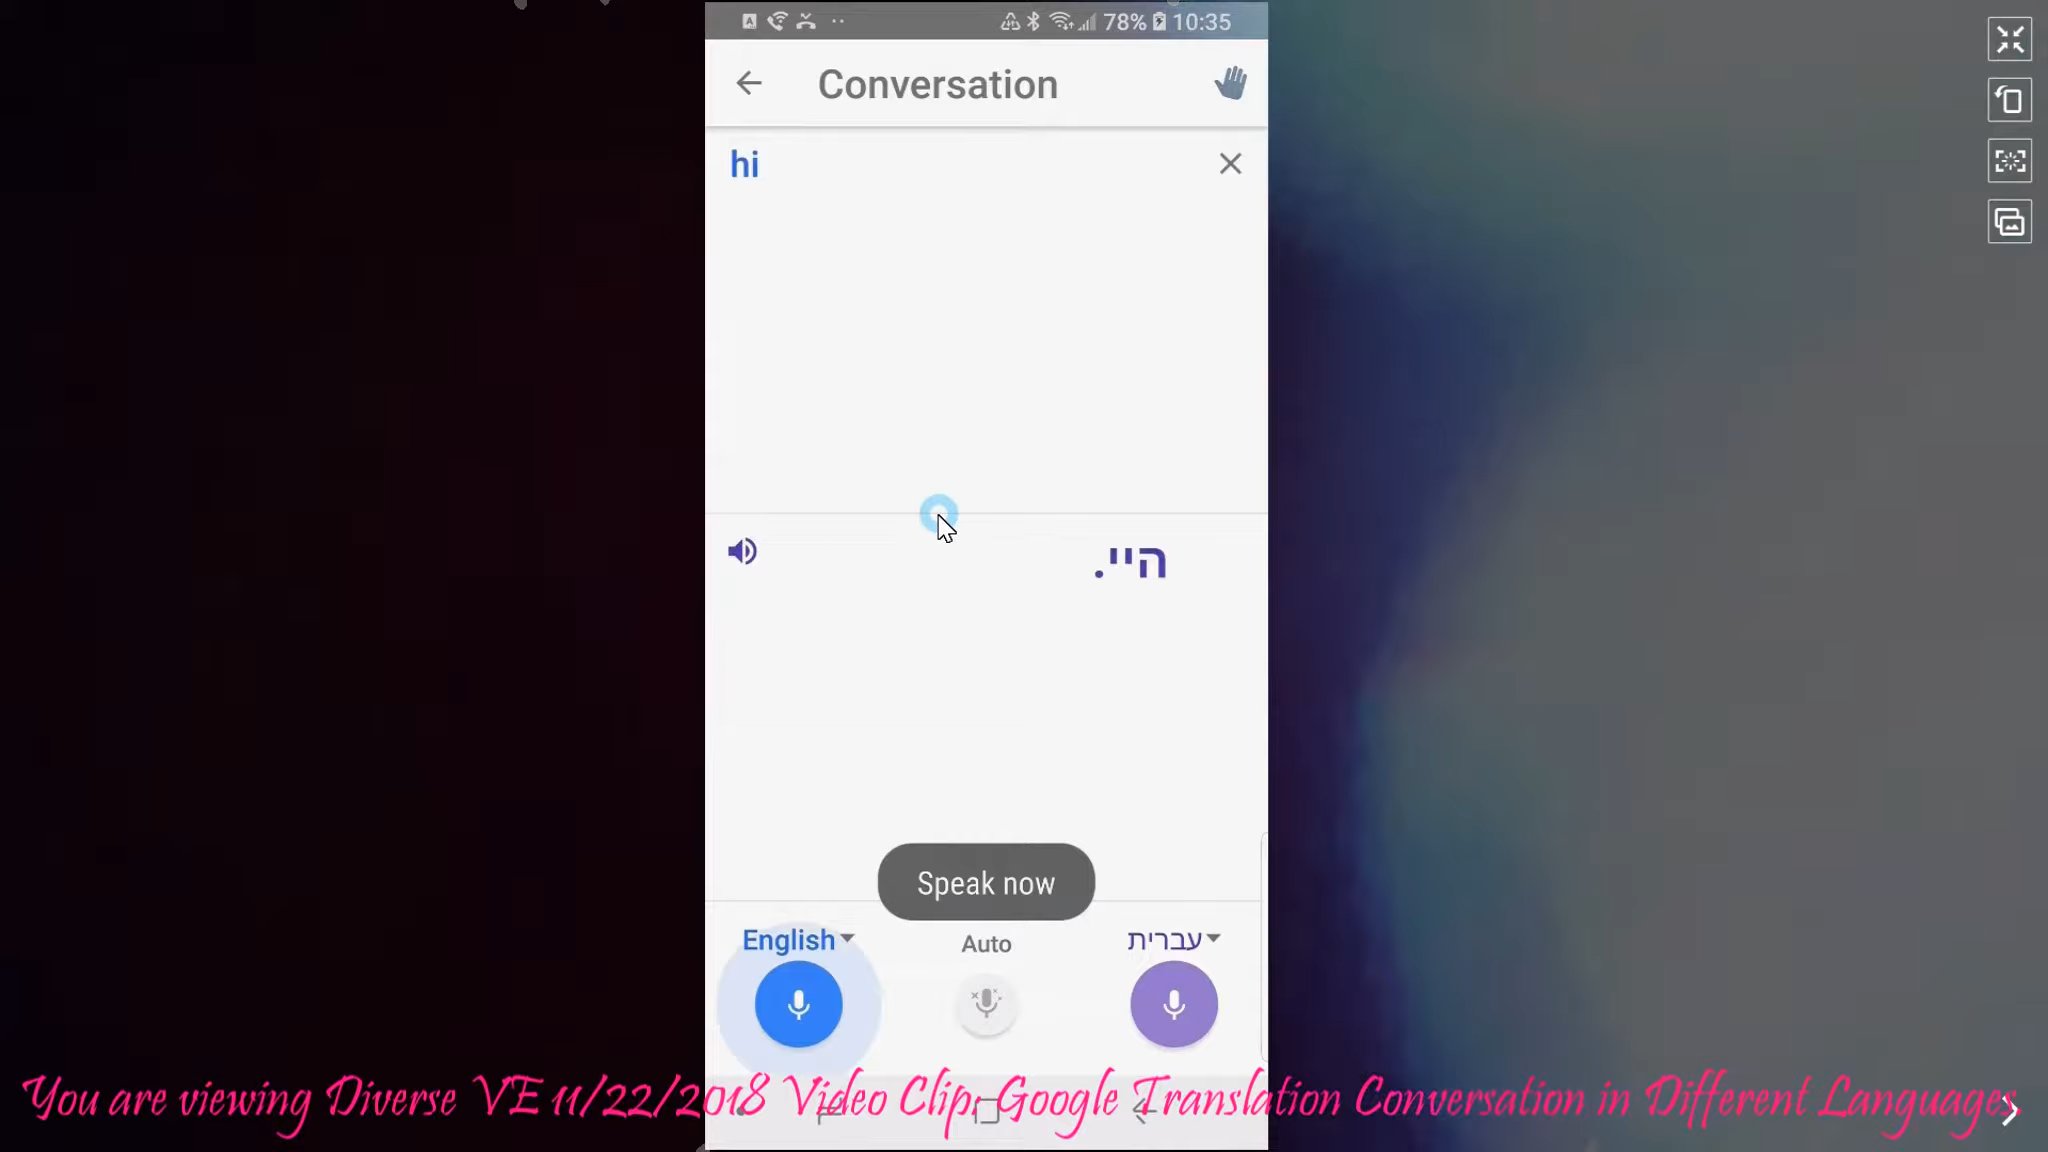 78% 10:35
Conversation
hi
היי.
Speak now
English
Auto
עברית
You are viewing Diverse VE 11/22/2018 Video Clip: Google Translation Conversation in Different Languages.